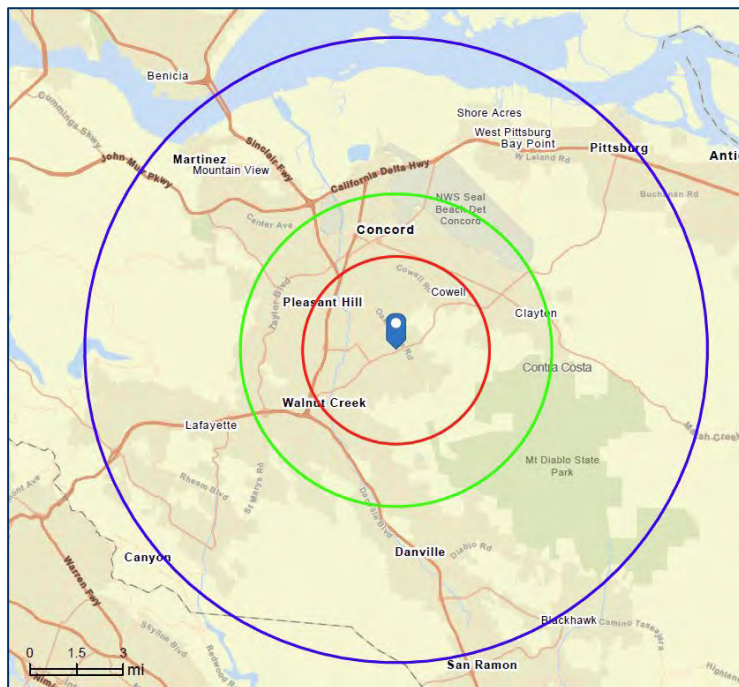 Benicia
Cummings Skwy
Sinclair Fwy
Shore Acres
West Pittsburg
Bay Point
Pittsburg
W Leland Rd
John Muir Pkwy
Martinez
Mountain View
California Delta Hwy
Buchanan Rd
NWS Seal
Beach Det
Concord
Center Ave
Concord
Taylor Blvd
Cowell Rd
Cowell
Pleasant Hill
Clayton
Contra Costa
Walnut Creek
Lafayette
Mt Diablo State
Park
Rheem Blvd
St Marys Rd
Danville Blvd
Danville
Diablo Rd
Canyon
Warren Fwy
Blackhawk
Camino Tassajara
Skyline Blvd
Redwood Rd
San Ramon
0 1.5 3
mi